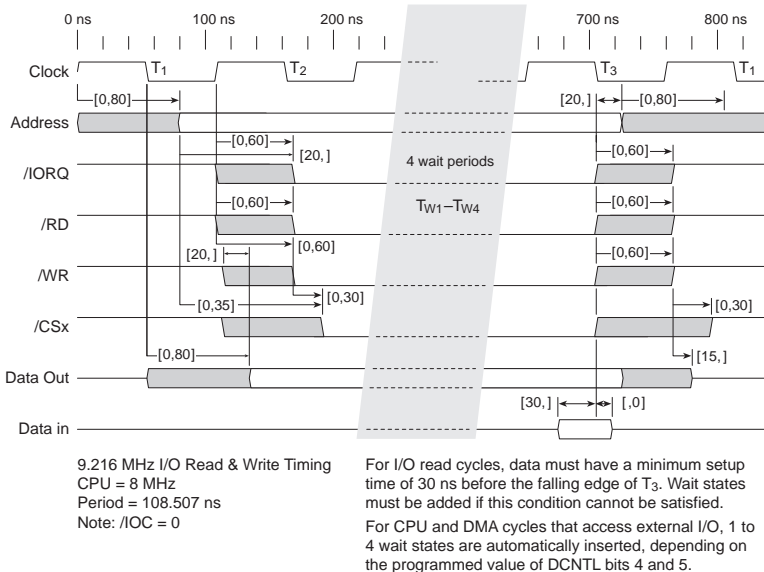 0 ns 100 ns 200 ns 700 ns 800 ns
Clock T1 T2 T3 T1
[0,80] [20,] [0,80]
Address
[0,60] [0,60]
[20,]
/IORQ
4 wait periods
[0,60] [0,60]
/RD TW1–TW4
[20,] [0,60] [0,60]
/WR
[0,35] [0,30] [0,30]
/CSx
[0,80] [15,]
Data Out
[30,] [,0]
Data in
9.216 MHz I/O Read & Write Timing
CPU = 8 MHz
Period = 108.507 ns
Note: /IOC = 0
For I/O read cycles, data must have a minimum setup
time of 30 ns before the falling edge of T3. Wait states
must be added if this condition cannot be satisfied.
For CPU and DMA cycles that access external I/O, 1 to
4 wait states are automatically inserted, depending on
the programmed value of DCNTL bits 4 and 5.